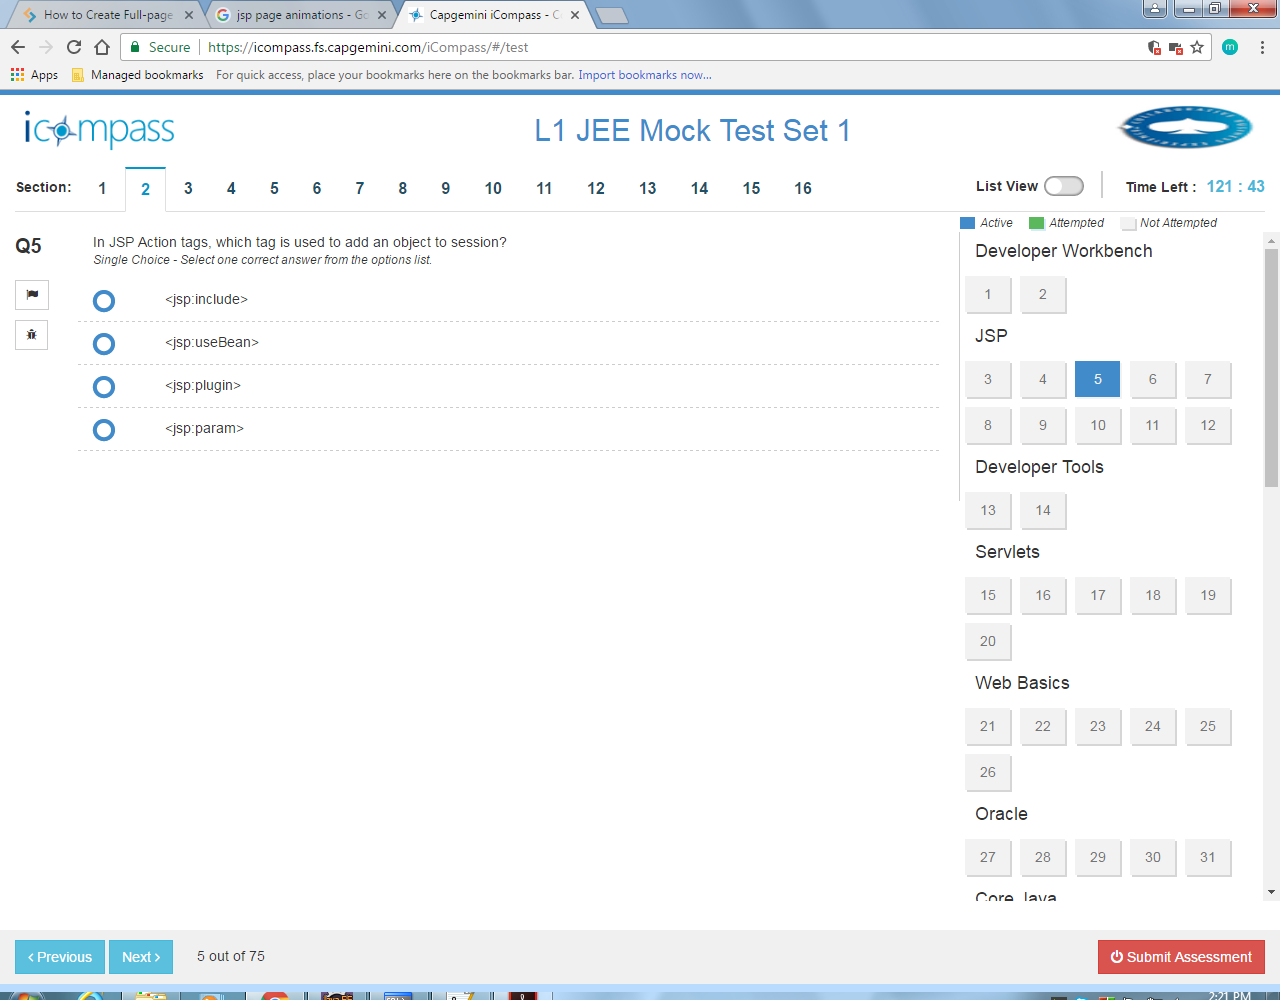 How to Create Full-page
jsp page animations - Go
Capgemini iCompass - C
Secure
https://icompass.fs.capgemini.com/iCompass/#/test
m
Apps
Managed bookmarks
For quick access, place your bookmarks here on the bookmarks bar. Import bookmarks now...
icompass
L1 JEE Mock Test Set 1
Section: 1 2 3 4 5 6 7 8 9 10 11 12 13 14 15 16
List View
Time Left : 121 : 43
Active Attempted Not Attempted
Q5
In JSP Action tags, which tag is used to add an object to session?
Single Choice - Select one correct answer from the options list.
<jsp:include>
<jsp:useBean>
<jsp:plugin>
<jsp:param>
Developer Workbench
1 2
JSP
3 4 5 6 7
8 9 10 11 12
Developer Tools
13 14
Servlets
15 16 17 18 19
20
Web Basics
21 22 23 24 25
26
Oracle
27 28 29 30 31
Core Java
‹ Previous
Next ›
5 out of 75
Submit Assessment
2:21 PM